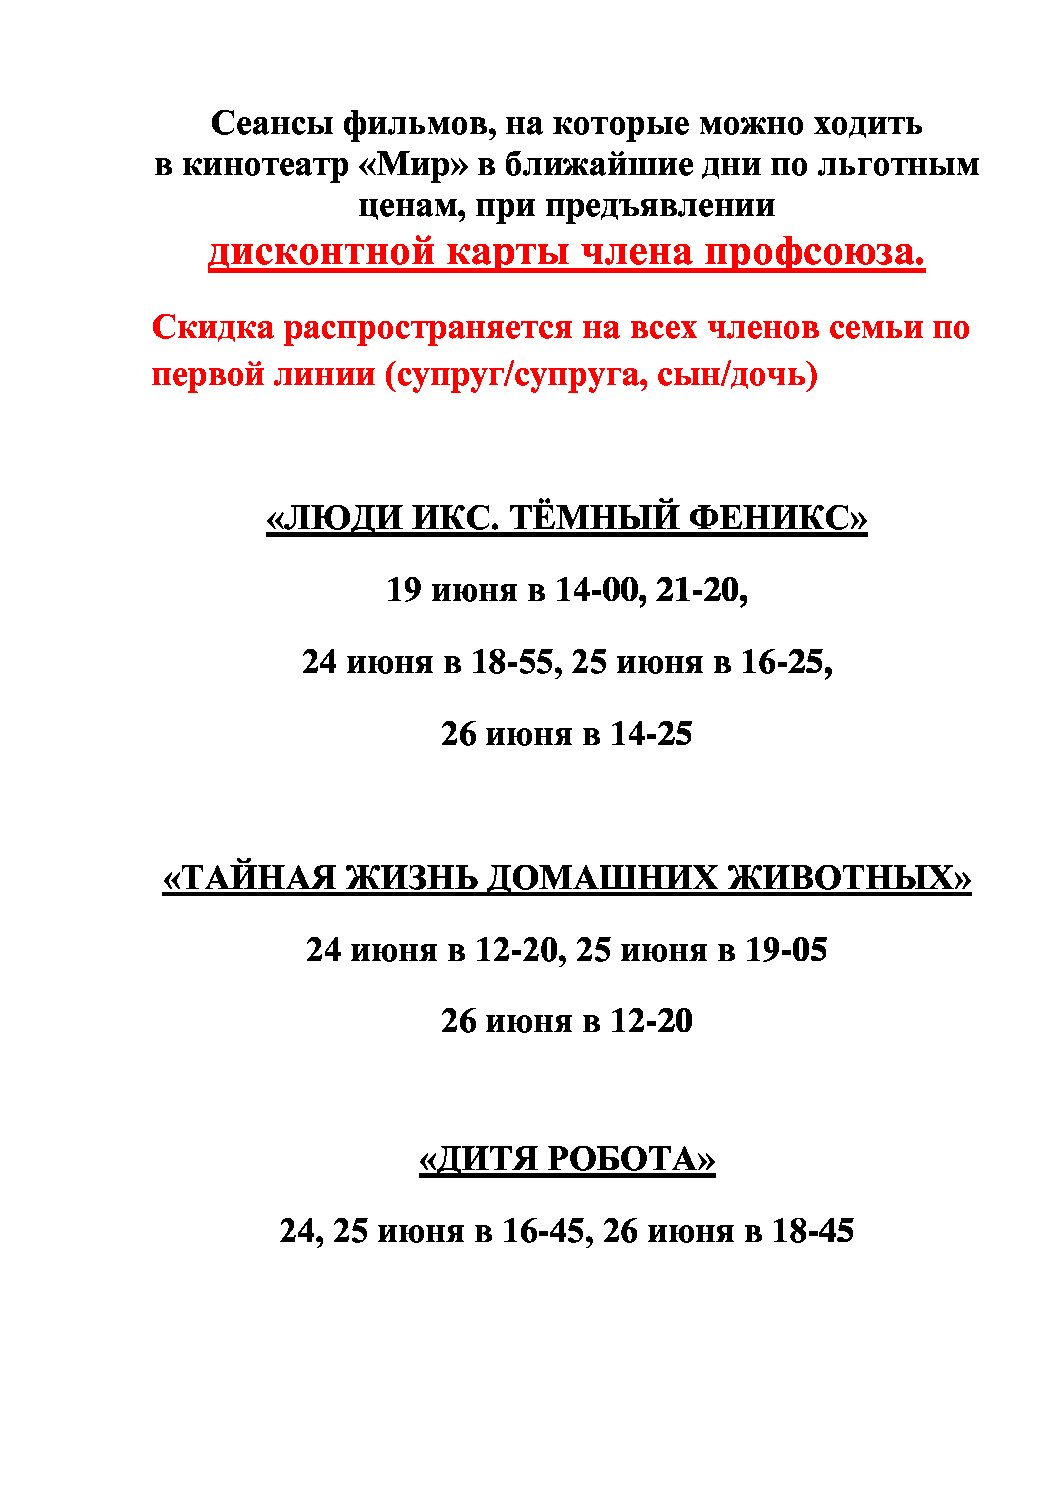 Сеансы фильмов, на которые можно ходить
в кинотеатр «Мир» в ближайшие дни по льготным
ценам, при предъявлении
дисконтной карты члена профсоюза.
Скидка распространяется на всех членов семьи по
первой линии (супруг/супруга, сын/дочь)
«ЛЮДИ ИКС. ТЁМНЫЙ ФЕНИКС»
19 июня в 14-00, 21-20,
24 июня в 18-55, 25 июня в 16-25,
26 июня в 14-25
«ТАЙНАЯ ЖИЗНЬ ДОМАШНИХ ЖИВОТНЫХ»
24 июня в 12-20, 25 июня в 19-05
26 июня в 12-20
«ДИТЯ РОБОТА»
24, 25 июня в 16-45, 26 июня в 18-45